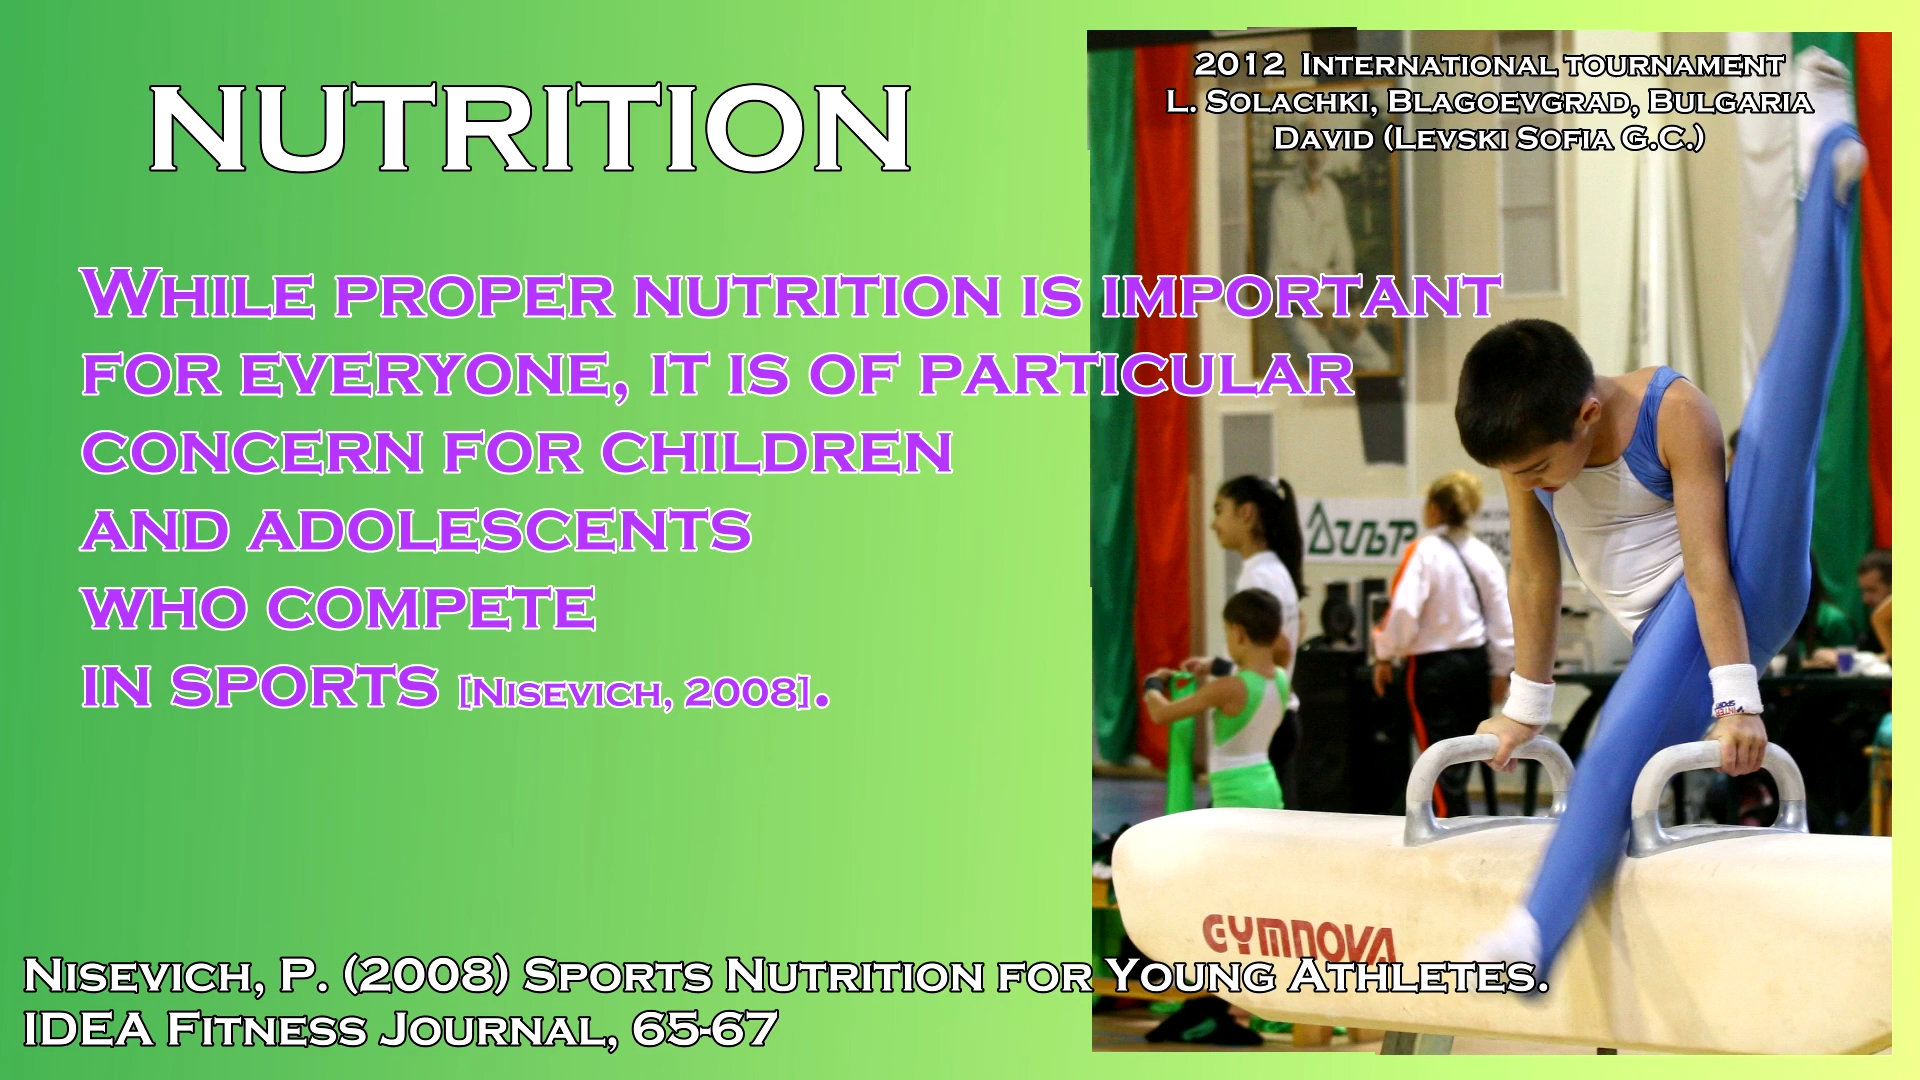 NUTRITION
2012 International tournament
L. Solachki, Blagoevgrad, Bulgaria
David (Levski Sofia G.C.)
While proper nutrition is important
for everyone, it is of particular
concern for children
and adolescents
who compete
in sports [Nisevich, 2008].
GYMNOVA
Nisevich, P. (2008) Sports Nutrition for Young Athletes.
IDEA Fitness Journal, 65-67